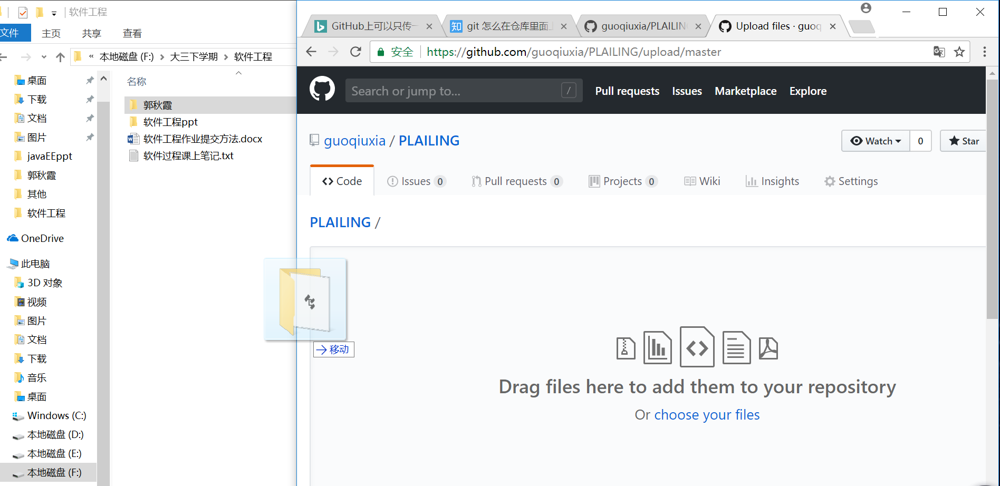 软件工程
文件 主页 共享 查看
« 本地磁盘 (F:) > 大三下学期 > 软件工程
桌面
下载
文档
图片
javaEEppt
郭秋霞
其他
软件工程
OneDrive
此电脑
3D 对象
视频
图片
文档
下载
音乐
桌面
Windows (C:)
本地磁盘 (D:)
本地磁盘 (E:)
本地磁盘 (F:)
名称
郭秋霞
软件工程ppt
软件工程作业提交方法.docx
软件过程课上笔记.txt
移动
GitHub上可以只传一
知 git 怎么在仓库里面上
guoqiuxia/PLAILIN
Upload files · guoq
安全 https://github.com/guoqiuxia/PLAILING/upload/master
Search or jump to... /
Pull requests Issues Marketplace Explore
guoqiuxia / PLAILING
Watch 0 Star
Code Issues 0 Pull requests 0 Projects 0 Wiki Insights Settings
PLAILING /
Drag files here to add them to your repository
Or choose your files